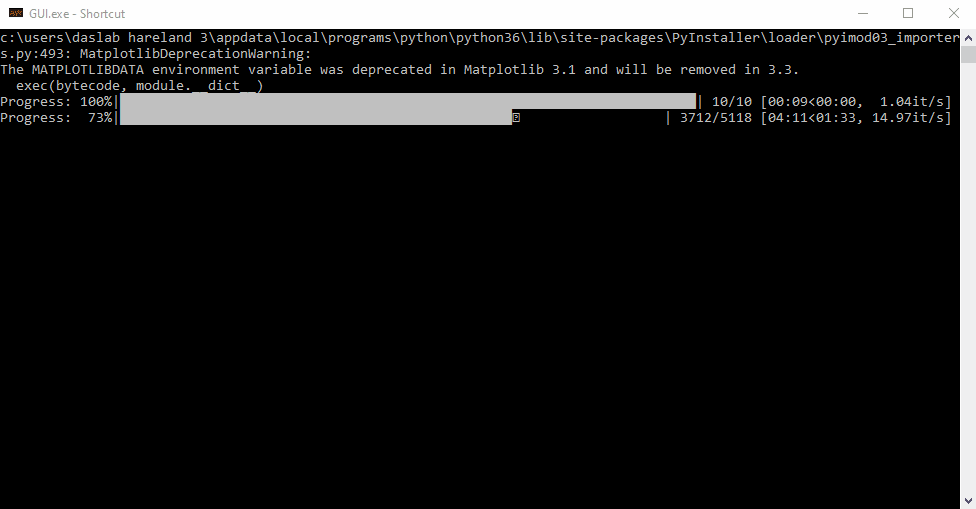 GUI.exe - Shortcut
c:\users\daslab hareland 3\appdata\local\programs\python\python36\lib\site-packages\PyInstaller\loader\pyimod03_importer
s.py:493: MatplotlibDeprecationWarning:
The MATPLOTLIBDATA environment variable was deprecated in Matplotlib 3.1 and will be removed in 3.3.
  exec(bytecode, module.__dict__)
Progress: 100%|| 10/10 [00:09<00:00,  1.04it/s]
Progress:  73%|| 3712/5118 [04:11<01:33, 14.97it/s]